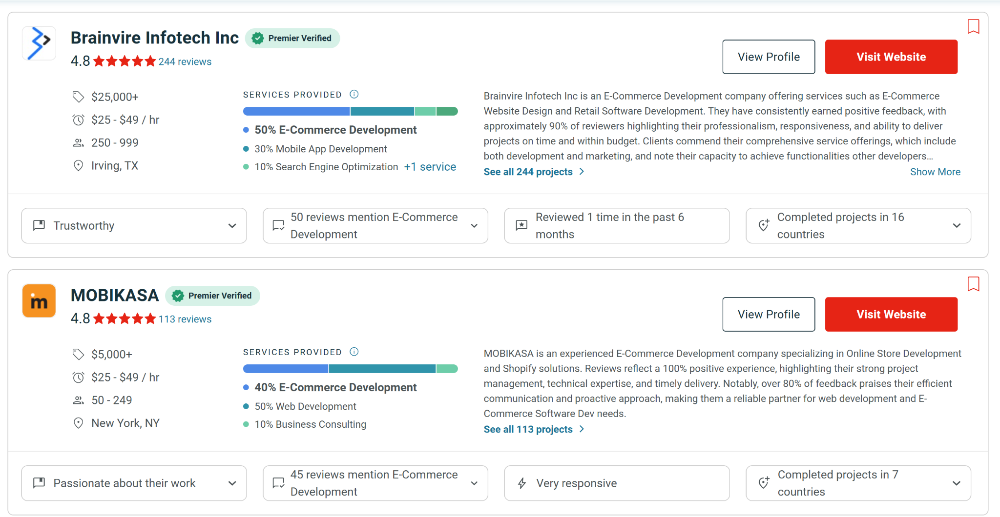 Brainvire Infotech Inc
Premier Verified
4.8
244 reviews
View Profile
Visit Website
$25,000+
$25 - $49 / hr
250 - 999
Irving, TX
SERVICES PROVIDED
50% E-Commerce Development
30% Mobile App Development
10% Search Engine Optimization +1 service
Brainvire Infotech Inc is an E-Commerce Development company offering services such as E-Commerce
Website Design and Retail Software Development. They have consistently earned positive feedback, with
approximately 90% of reviewers highlighting their professionalism, responsiveness, and ability to deliver
projects on time and within budget. Clients commend their comprehensive service offerings, which include
both development and marketing, and note their capacity to achieve functionalities other developers...
See all 244 projects
Show More
Trustworthy
50 reviews mention E-Commerce
Development
Reviewed 1 time in the past 6
months
Completed projects in 16
countries
im
MOBIKASA
Premier Verified
4.8
113 reviews
View Profile
Visit Website
$5,000+
$25 - $49 / hr
50 - 249
New York, NY
SERVICES PROVIDED
40% E-Commerce Development
50% Web Development
10% Business Consulting
MOBIKASA is an experienced E-Commerce Development company specializing in Online Store Development
and Shopify solutions. Reviews reflect a 100% positive experience, highlighting their strong project
management, technical expertise, and timely delivery. Notably, over 80% of feedback praises their efficient
communication and proactive approach, making them a reliable partner for web development and E-
Commerce Software Dev needs.
See all 113 projects
Passionate about their work
45 reviews mention E-Commerce
Development
Very responsive
Completed projects in 7
countries